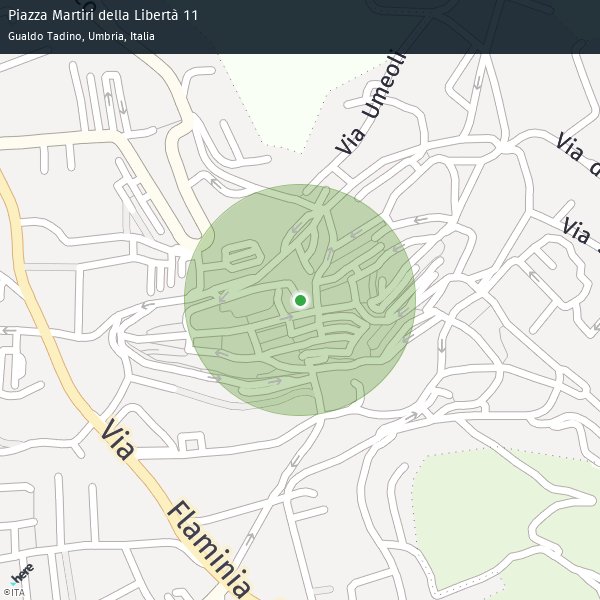 Piazza Martiri della Libertà 11
Gualdo Tadino, Umbria, Italia
Via Umeoli
Via d
Via
Via
Flaminia
here
©ITA